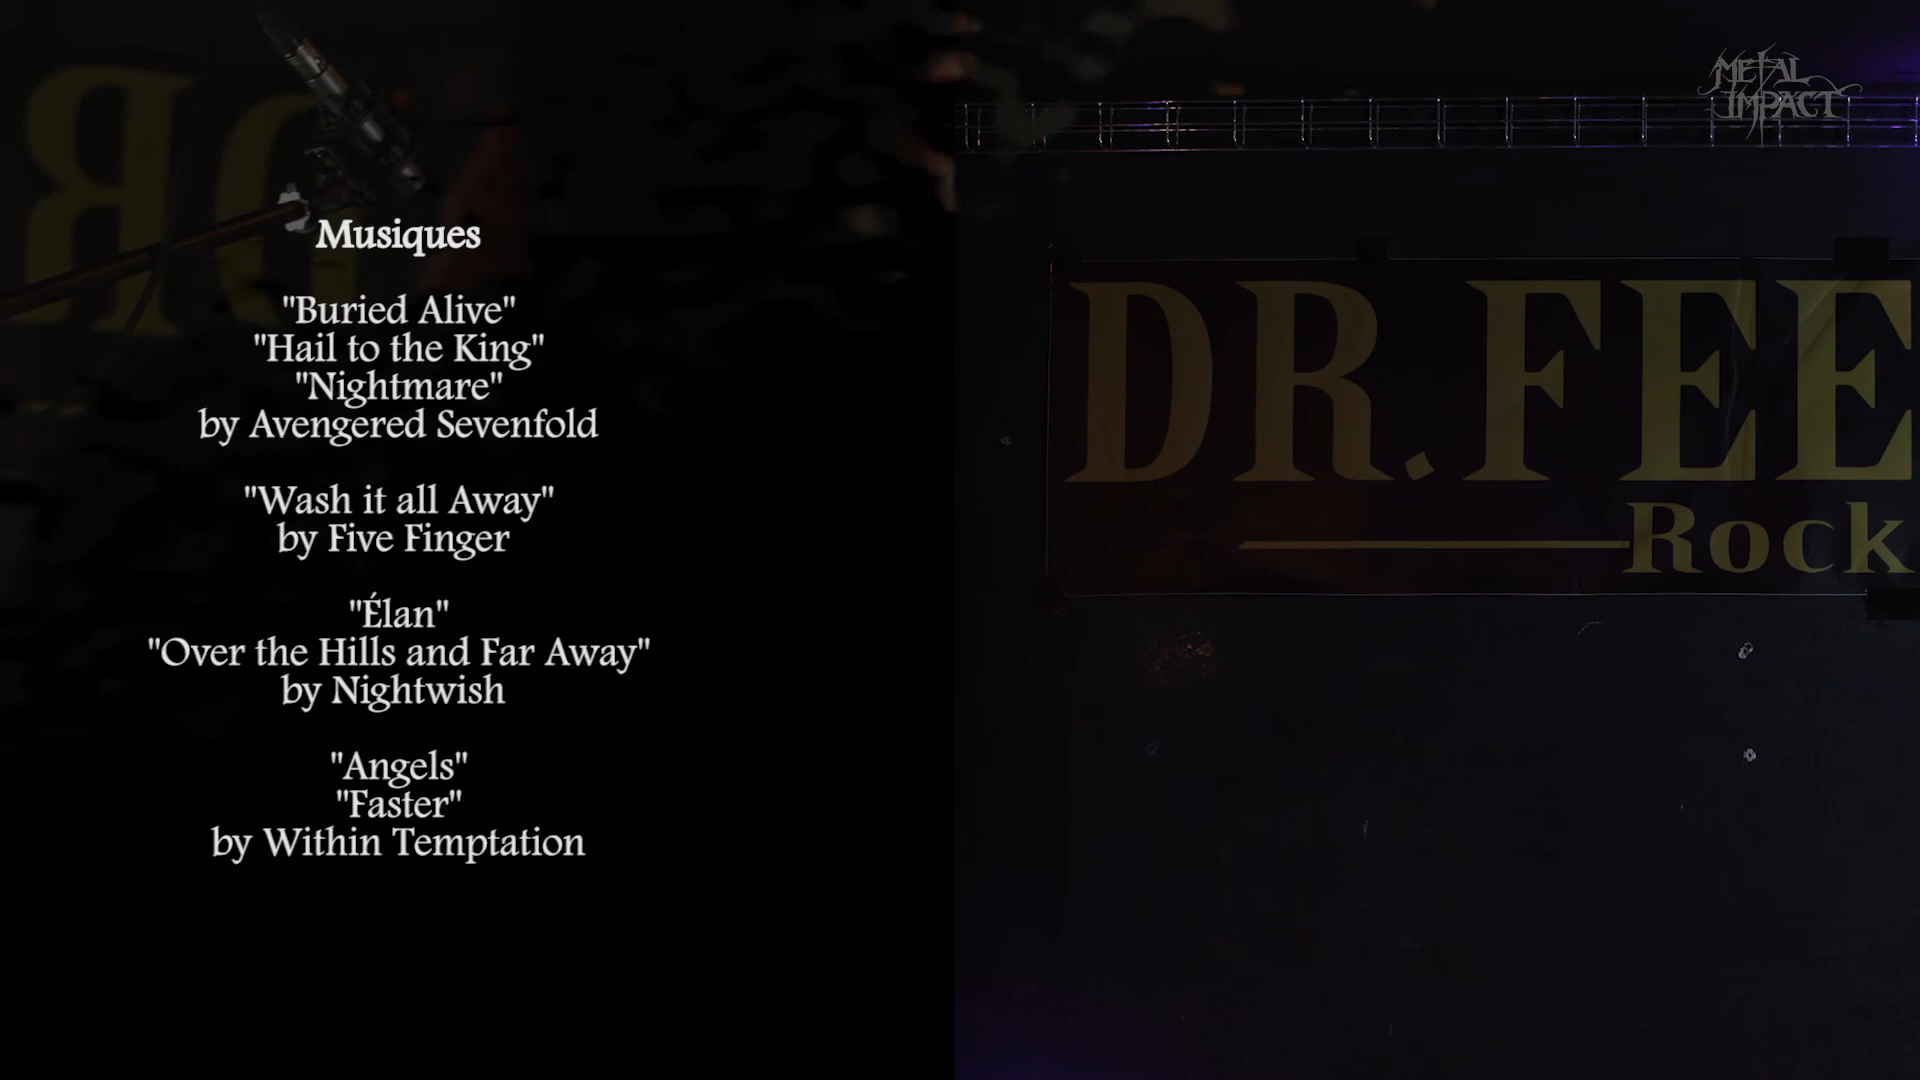 METAL
IMPACT
Musiques
"Buried Alive"
"Hail to the King"
"Nightmare"
by Avengered Sevenfold
"Wash it all Away"
by Five Finger
"Élan"
"Over the Hills and Far Away"
by Nightwish
"Angels"
"Faster"
by Within Temptation
DR.FEE
Rock